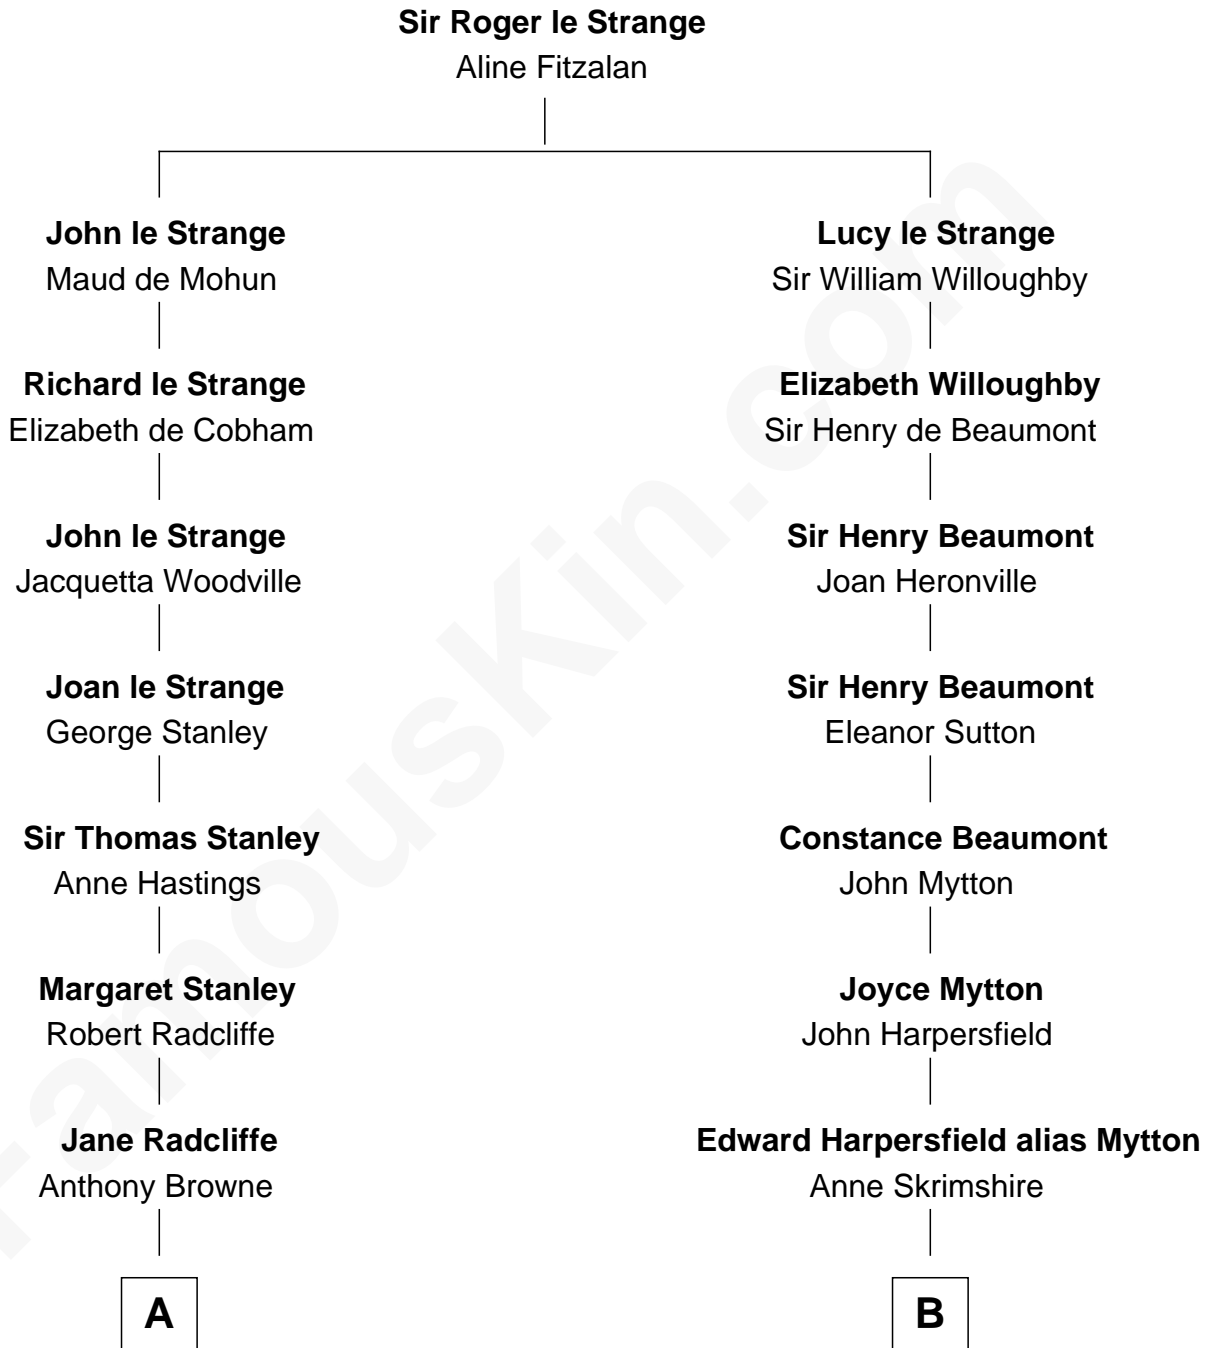 Sir Roger le Strange
Aline Fitzalan
John le Strange
Maud de Mohun
Lucy le Strange
Sir William Willoughby
Richard le Strange
Elizabeth de Cobham
Elizabeth Willoughby
Sir Henry de Beaumont
John le Strange
Jacquetta Woodville
Sir Henry Beaumont
Joan Heronville
Joan le Strange
George Stanley
Sir Henry Beaumont
Eleanor Sutton
Sir Thomas Stanley
Anne Hastings
Constance Beaumont
John Mytton
Margaret Stanley
Robert Radcliffe
Joyce Mytton
John Harpersfield
Jane Radcliffe
Anthony Browne
Edward Harpersfield alias Mytton
Anne Skrimshire
A
B
FamousKin.com